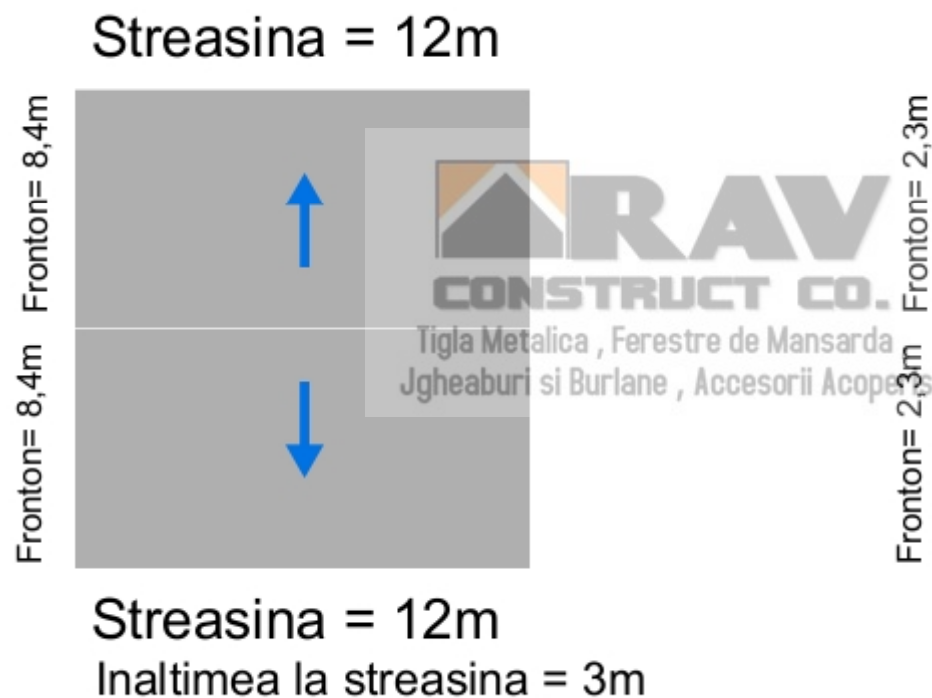 Streasina = 12m
Fronton= 8,4m
Fronton= 2,3m
RAV
CONSTRUCT CO.
Tigla Metalica , Ferestre de Mansarda
Jgheaburi si Burlane , Accesorii Acoperis
Fronton= 8,4m
Fronton= 2,3m
Streasina = 12m
Inaltimea la streasina = 3m